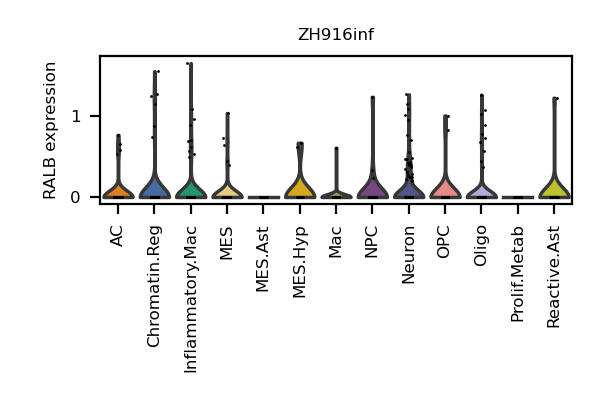 ZH916inf
RALB expression
1
0
AC
Chromatin.Reg
Inflammatory.Mac
MES
MES.Ast
MES.Hyp
Mac
NPC
Neuron
OPC
Oligo
Prolif.Metab
Reactive.Ast